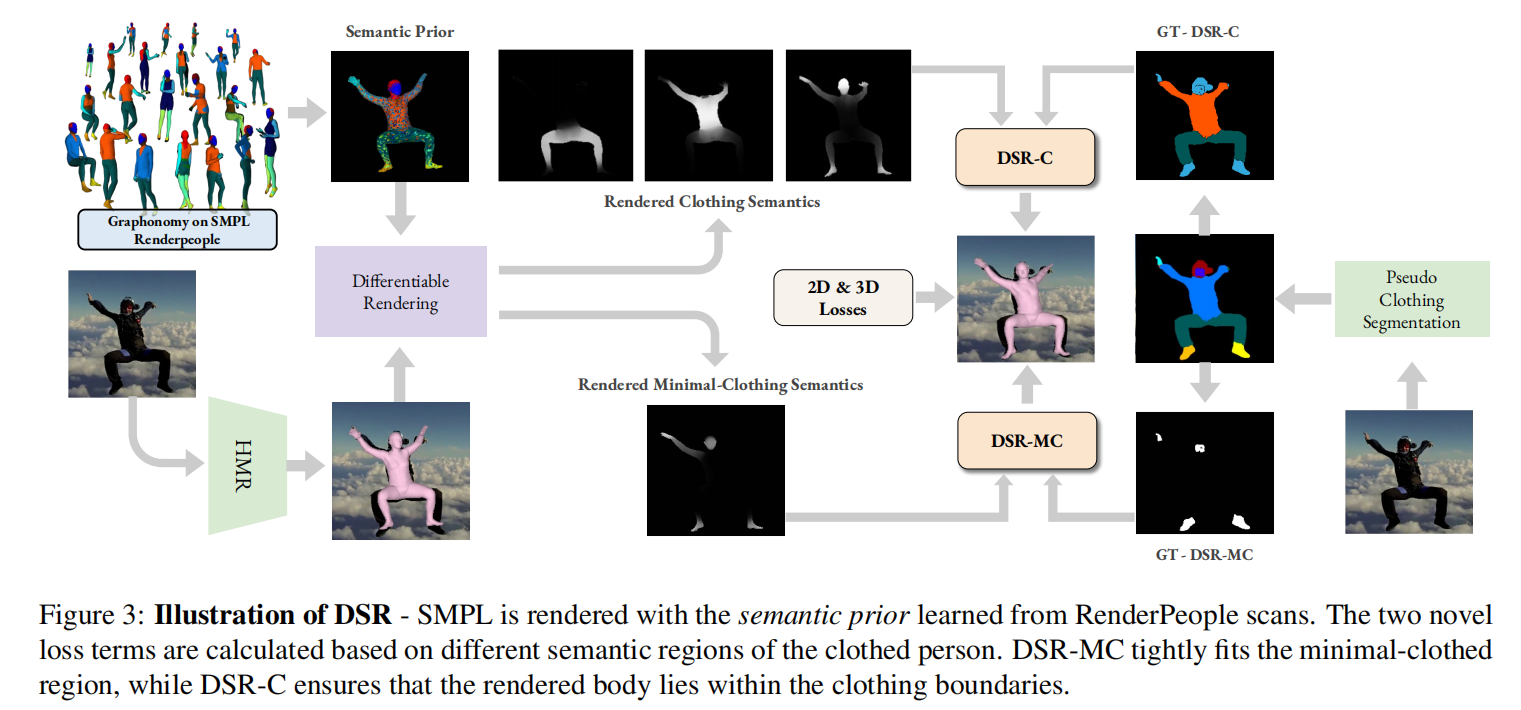 Semantic Prior
GT - DSR-C
DSR-C
Rendered Clothing Semantics
Graphonomy on SMPL
Renderpeople
Differentiable
Rendering
2D & 3D
Losses
Pseudo
Clothing
Segmentation
Rendered Minimal-Clothing Semantics
HMR
DSR-MC
GT - DSR-MC
Figure 3: Illustration of DSR - SMPL is rendered with the semantic prior learned from RenderPeople scans. The two novel
loss terms are calculated based on different semantic regions of the clothed person. DSR-MC tightly fits the minimal-clothed
region, while DSR-C ensures that the rendered body lies within the clothing boundaries.